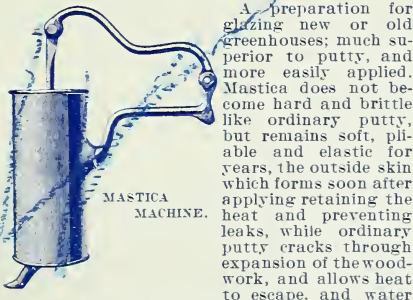 A preparation for
glazing new or old
greenhouses; much su-
perior to putty, and
more easily applied.
Mastica does not be-
come hard and brittle
like ordinary putty,
but remains soft, pli-
able and elastic for
years, the outside skin
which forms soon after
applying retaining the
heat and preventing
leaks, while ordinary
putty cracks through
expansion of the wood-
work, and allows heat
to escape, and water
MASTICA
MACHINE.